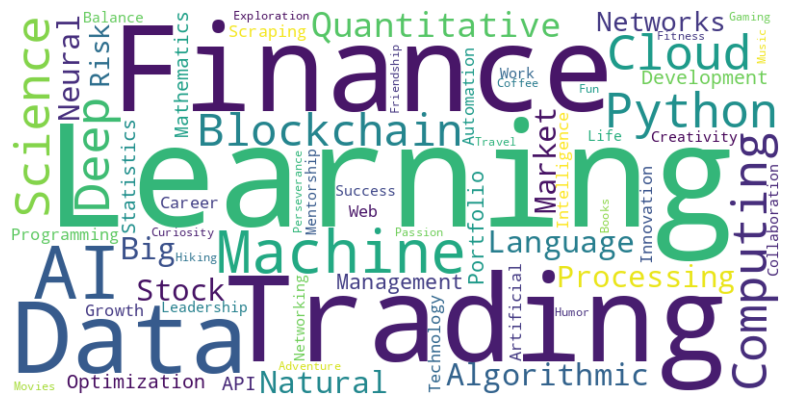 Balance
Exploration
Scraping
Quantitative
Networks
Gaming
Fitness
Music
Science
Neural
Risk
Mathematics
Finance
Friendship
Automation
Work
Coffee
Fun
Cloud
Development
Deep
Statistics
Blockchain
Python
Learning
Travel
Market
Intelligence
Life
Creativity
Career
Perseverance
Mentorship
Success
Web
Passion
Portfolio
Books
Innovation
Computing
Collaboration
Programming
Curiosity
Big
Hiking
Machine
Language
AI
Stock
Management
Processing
Growth
Leadership
Networking
Data
Trading
Technology
Artificial
Humor
Adventure
Movies
Optimization
API
Natural
Algorithmic